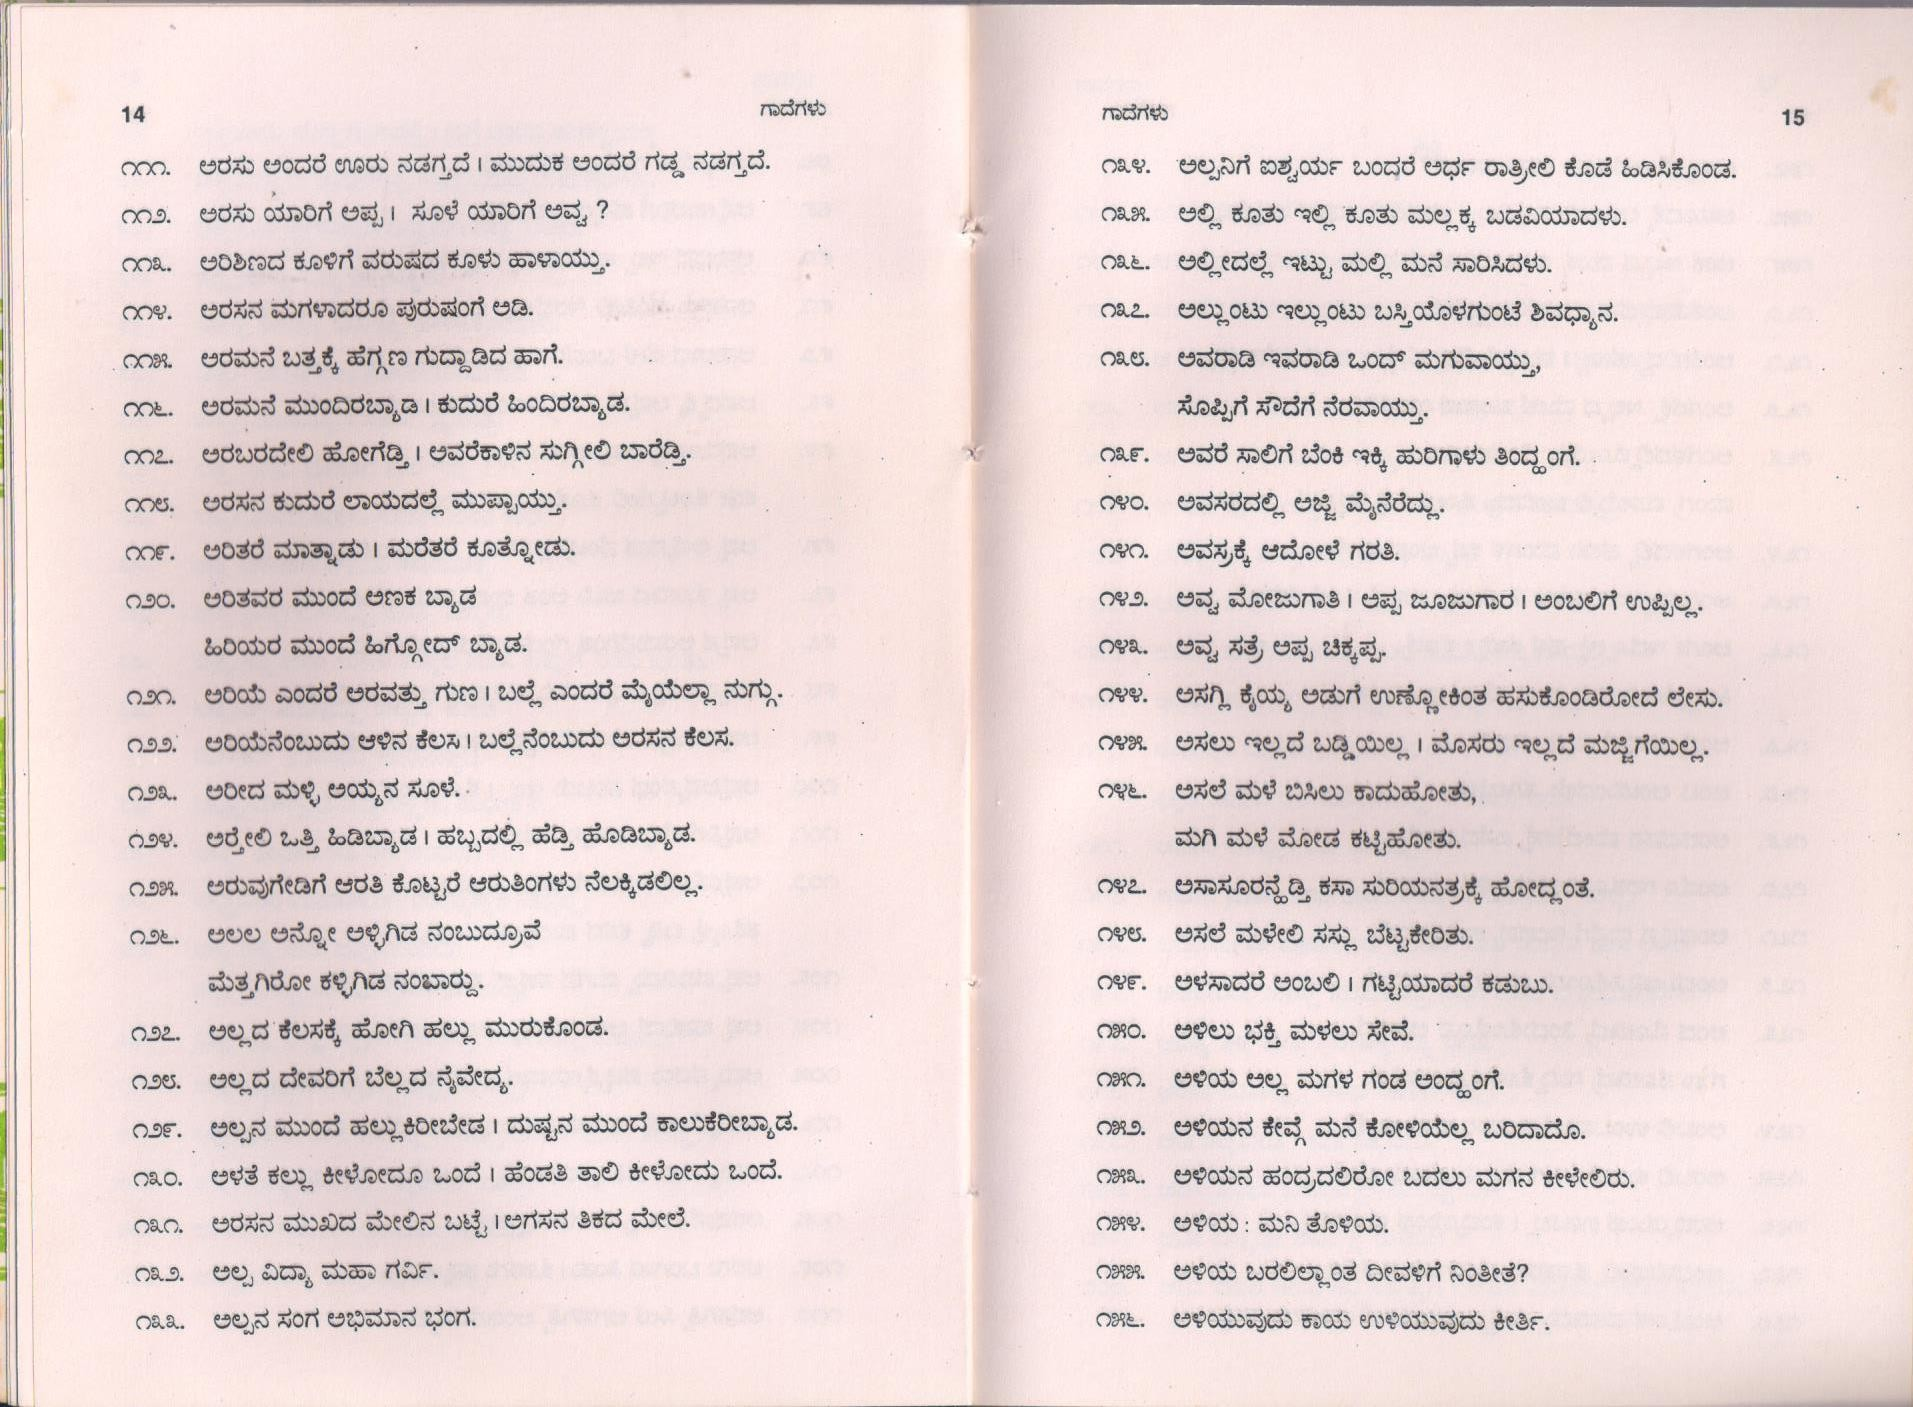 14
ಗಾದೆಗಳು
೧೧೧. ಅರಸು ಅಂದರೆ ಊರು ನಡಗ್ತದೆ । ಮುದುಕ ಅಂದರೆ ಗಡ್ಡ ನಡಗ್ತದೆ.
೧೧೨. ಅರಸು ಯಾರಿಗೆ ಅಪ್ಪ । ಸೂಳೆ ಯಾರಿಗೆ ಅವ್ವ ?
೧೧೩. ಅರಿಶಿಣದ ಕೂಳಿಗೆ ವರುಷದ ಕೂಳು ಹಾಳಾಯ್ತು.
೧೧೪. ಅರಸನ ಮಗಳಾದರೂ ಪುರುಷಂಗೆ ಅಡಿ.
೧೧೫. ಅರಮನೆ ಬತ್ತಕ್ಕೆ ಹೆಗ್ಗಣ ಗುದ್ದಾಡಿದ ಹಾಗೆ.
೧೧೬. ಅರಮನೆ ಮುಂದಿರಬ್ಯಾಡ । ಕುದುರೆ ಹಿಂದಿರಬ್ಯಾಡ.
೧೧೭. ಅರಬರದೇಲಿ ಹೋಗೆಡ್ತಿ । ಅವರೆಕಾಳಿನ ಸುಗ್ಗೀಲಿ ಬಾರೆಡ್ತಿ.
೧೧೮. ಅರಸನ ಕುದುರೆ ಲಾಯದಲ್ಲೆ ಮುಪ್ಪಾಯ್ತು.
೧೧೯. ಅರಿತರೆ ಮಾತ್ನಾಡು । ಮರೆತರೆ ಕೂತ್ನೋಡು.
೧೨೦. ಅರಿತವರ ಮುಂದೆ ಅಣಕ ಬ್ಯಾಡ
ಹಿರಿಯರ ಮುಂದೆ ಹಿಗ್ಗೋದ್ ಬ್ಯಾಡ.
೧೨೧. ಅರಿಯೆ ಎಂದರೆ ಅರವತ್ತು ಗುಣ । ಬಲ್ಲೆ ಎಂದರೆ ಮೈಯೆಲ್ಲಾ ನುಗ್ಗು.
೧೨೨. ಅರಿಯೆನೆಂಬುದು ಆಳಿನ ಕೆಲಸ । ಬಲ್ಲೆನೆಂಬುದು ಅರಸನ ಕೆಲಸ.
೧೨೩. ಅರೀದ ಮಳ್ಳಿ ಅಯ್ಯನ ಸೂಳೆ.
೧೨೪. ಅರ‍್ತೇಲಿ ಒತ್ತಿ ಹಿಡಿಬ್ಯಾಡ । ಹಬ್ಬದಲ್ಲಿ ಹೆಡ್ತಿ ಹೊಡಿಬ್ಯಾಡ.
೧೨೫. ಅರುವುಗೇಡಿಗೆ ಆರತಿ ಕೊಟ್ಟರೆ ಆರುತಿಂಗಳು ನೆಲಕ್ಕಿಡಲಿಲ್ಲ.
೧೨೬. ಅಲಲ ಅನ್ನೋ ಅಳ್ಳಿಗಿಡ ನಂಬುದ್ರೂವೆ
ಮೆತ್ತಗಿರೋ ಕಳ್ಳಿಗಿಡ ನಂಬಾರ‍್ದು.
೧೨೭. ಅಲ್ಲದ ಕೆಲಸಕ್ಕೆ ಹೋಗಿ ಹಲ್ಲು ಮುರುಕೊಂಡ.
೧೨೮. ಅಲ್ಲದ ದೇವರಿಗೆ ಬೆಲ್ಲದ ನೈವೇದ್ಯ.
೧೨೯. ಅಲ್ಪನ ಮುಂದೆ ಹಲ್ಲುಕಿರೀಬೇಡ । ದುಷ್ಟನ ಮುಂದೆ ಕಾಲುಕೆರೀಬ್ಯಾಡ.
೧೩೦. ಅಳತೆ ಕಲ್ಲು ಕೀಳೋದೂ ಒಂದೆ । ಹೆಂಡತಿ ತಾಲಿ ಕೀಳೋದು ಒಂದೆ.
೧೩೧. ಅರಸನ ಮುಖದ ಮೇಲಿನ ಬಟ್ಟೆ । ಅಗಸನ ತಿಕದ ಮೇಲೆ.
೧೩೨. ಅಲ್ಪ ವಿದ್ಯಾ ಮಹಾ ಗರ್ವಿ.
೧೩೩. ಅಲ್ಪನ ಸಂಗ ಅಭಿಮಾನ ಭಂಗ.
ಗಾದೆಗಳು
15
೧೩೪. ಅಲ್ಪನಿಗೆ ಐಶ್ವರ್ಯ ಬಂದರೆ ಅರ್ಧ ರಾತ್ರೀಲಿ ಕೊಡೆ ಹಿಡಿಸಿಕೊಂಡ.
೧೩೫. ಅಲ್ಲಿ ಕೂತು ಇಲ್ಲಿ ಕೂತು ಮಲ್ಲಕ್ಕ ಬಡವಿಯಾದಳು.
೧೩೬. ಅಲ್ಲೀದಲ್ಲೆ ಇಟ್ಟು ಮಲ್ಲಿ ಮನೆ ಸಾರಿಸಿದಳು.
೧೩೭. ಅಲ್ಲುಂಟು ಇಲ್ಲುಂಟು ಬಸ್ತಿಯೊಳಗುಂಟೆ ಶಿವಧ್ಯಾನ.
೧೩೮. ಅವರಾಡಿ ಇವರಾಡಿ ಒಂದ್ ಮಗುವಾಯ್ತು,
ಸೊಪ್ಪಿಗೆ ಸೌದೆಗೆ ನೆರವಾಯ್ತು.
೧೩೯. ಅವರೆ ಸಾಲಿಗೆ ಬೆಂಕಿ ಇಕ್ಕಿ ಹುರಿಗಾಳು ತಿಂದ್ಹಂಗೆ.
೧೪೦. ಅವಸರದಲ್ಲಿ ಅಜ್ಜಿ ಮೈನೆರೆದ್ಲು.
೧೪೧. ಅವಸ್ರಕ್ಕೆ ಆದೋಳೆ ಗರತಿ.
೧೪೨. ಅವ್ವ ಮೋಜುಗಾತಿ । ಅಪ್ಪ ಜೂಜುಗಾರ । ಅಂಬಲಿಗೆ ಉಪ್ಪಿಲ್ಲ.
೧೪೩. ಅವ್ವ ಸತ್ರೆ ಅಪ್ಪ ಚಿಕ್ಕಪ್ಪ.
೧೪೪. ಅಸಗ್ಲಿ ಕೈಯ್ಯ ಅಡುಗೆ ಉಣ್ಣೋಕಿಂತ ಹಸುಕೊಂಡಿರೋದೆ ಲೇಸು.
೧೪೫. ಅಸಲು ಇಲ್ಲದೆ ಬಡ್ಡಿಯಿಲ್ಲ । ಮೊಸರು ಇಲ್ಲದೆ ಮಜ್ಜಿಗೆಯಿಲ್ಲ.
೧೪೬. ಅಸಲೆ ಮಳೆ ಬಿಸಿಲು ಕಾದುಹೋತು,
ಮಗಿ ಮಳೆ ಮೋಡ ಕಟ್ಟಿಹೋತು.
೧೪೭. ಅಸಾಸೂರನ್ಹೆಡ್ತಿ ಕಸಾ ಸುರಿಯನತ್ರಕ್ಕೆ ಹೋದ್ಲಂತೆ.
೧೪೮. ಅಸಲೆ ಮಳೇಲಿ ಸಸ್ಲು ಬೆಟ್ಟಕೇರಿತು.
೧೪೯. ಅಳಸಾದರೆ ಅಂಬಲಿ । ಗಟ್ಟಿಯಾದರೆ ಕಡುಬು.
೧೫೦. ಅಳಿಲು ಭಕ್ತಿ ಮಳಲು ಸೇವೆ.
೧೫೧. ಅಳಿಯ ಅಲ್ಲ ಮಗಳ ಗಂಡ ಅಂದ್ಹಂಗೆ.
೧೫೨. ಅಳಿಯನ ಕೇವ್ಗೆ ಮನೆ ಕೋಳಿಯೆಲ್ಲ ಬರಿದಾದೊ.
೧೫೩. ಅಳಿಯನ ಹಂದ್ರದಲಿರೋ ಬದಲು ಮಗನ ಕೀಳೇಲಿರು.
೧೫೪. ಅಳಿಯ : ಮನಿ ತೊಳಿಯ.
೧೫೫. ಅಳಿಯ ಬರಲಿಲ್ಲಾಂತ ದೀವಳಿಗೆ ನಿಂತೀತೆ?
೧೫೬. ಅಳಿಯುವುದು ಕಾಯ ಉಳಿಯುವುದು ಕೀರ್ತಿ.